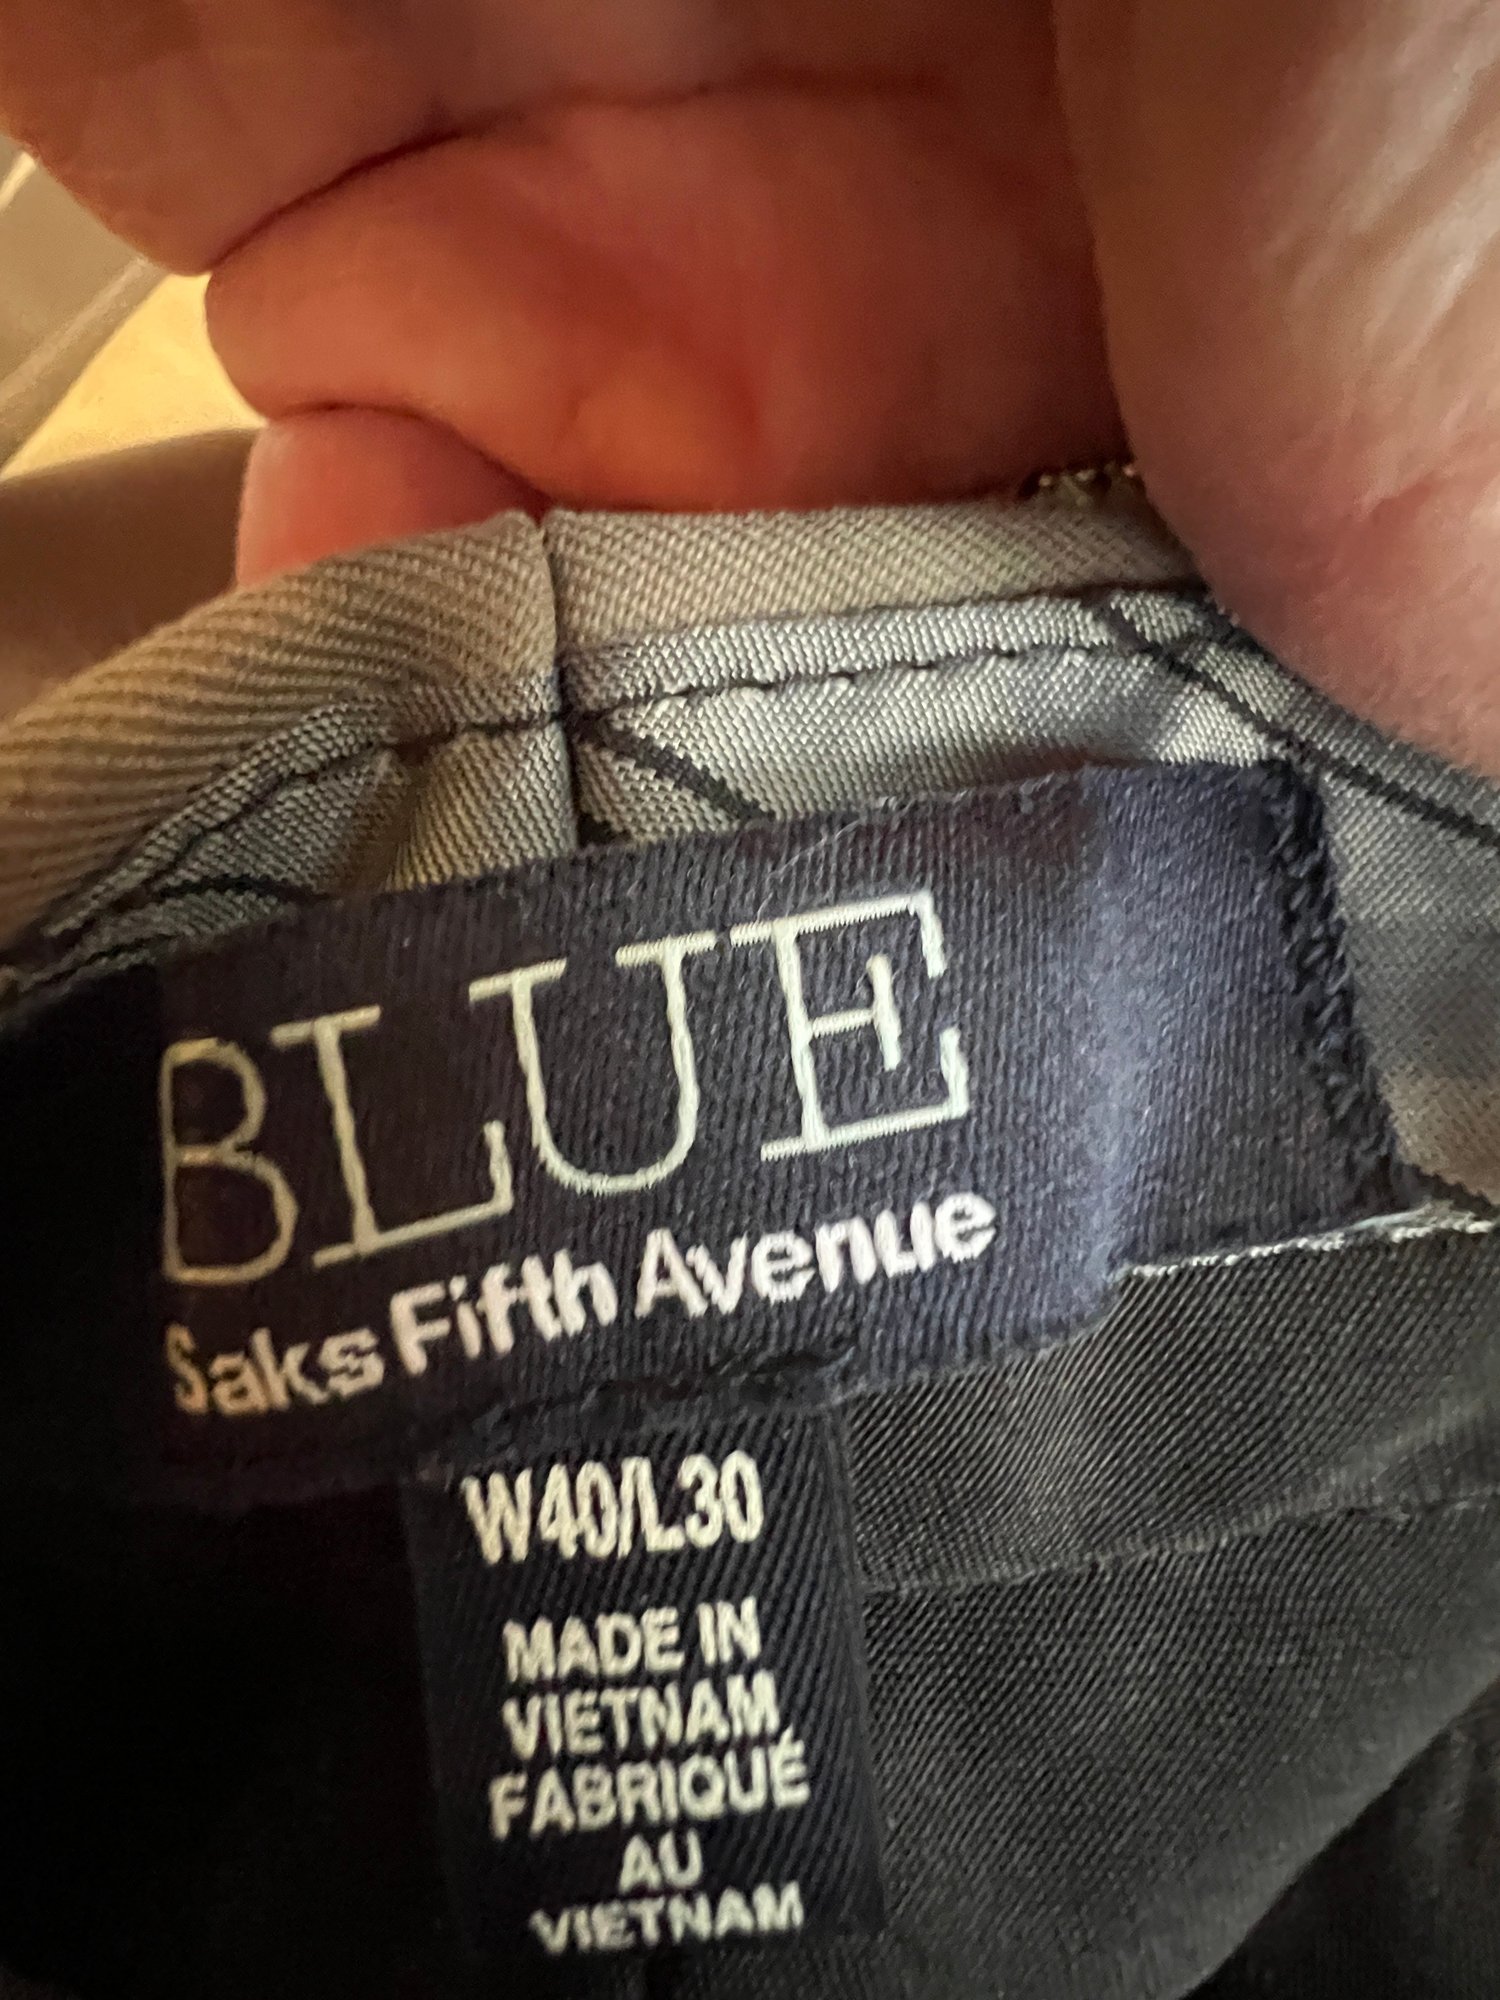 BLUE
Saks Fifth Avenue
W40/L30
MADE IN
VIETNAM
FABRIQUÉ
AU
VIETNAM